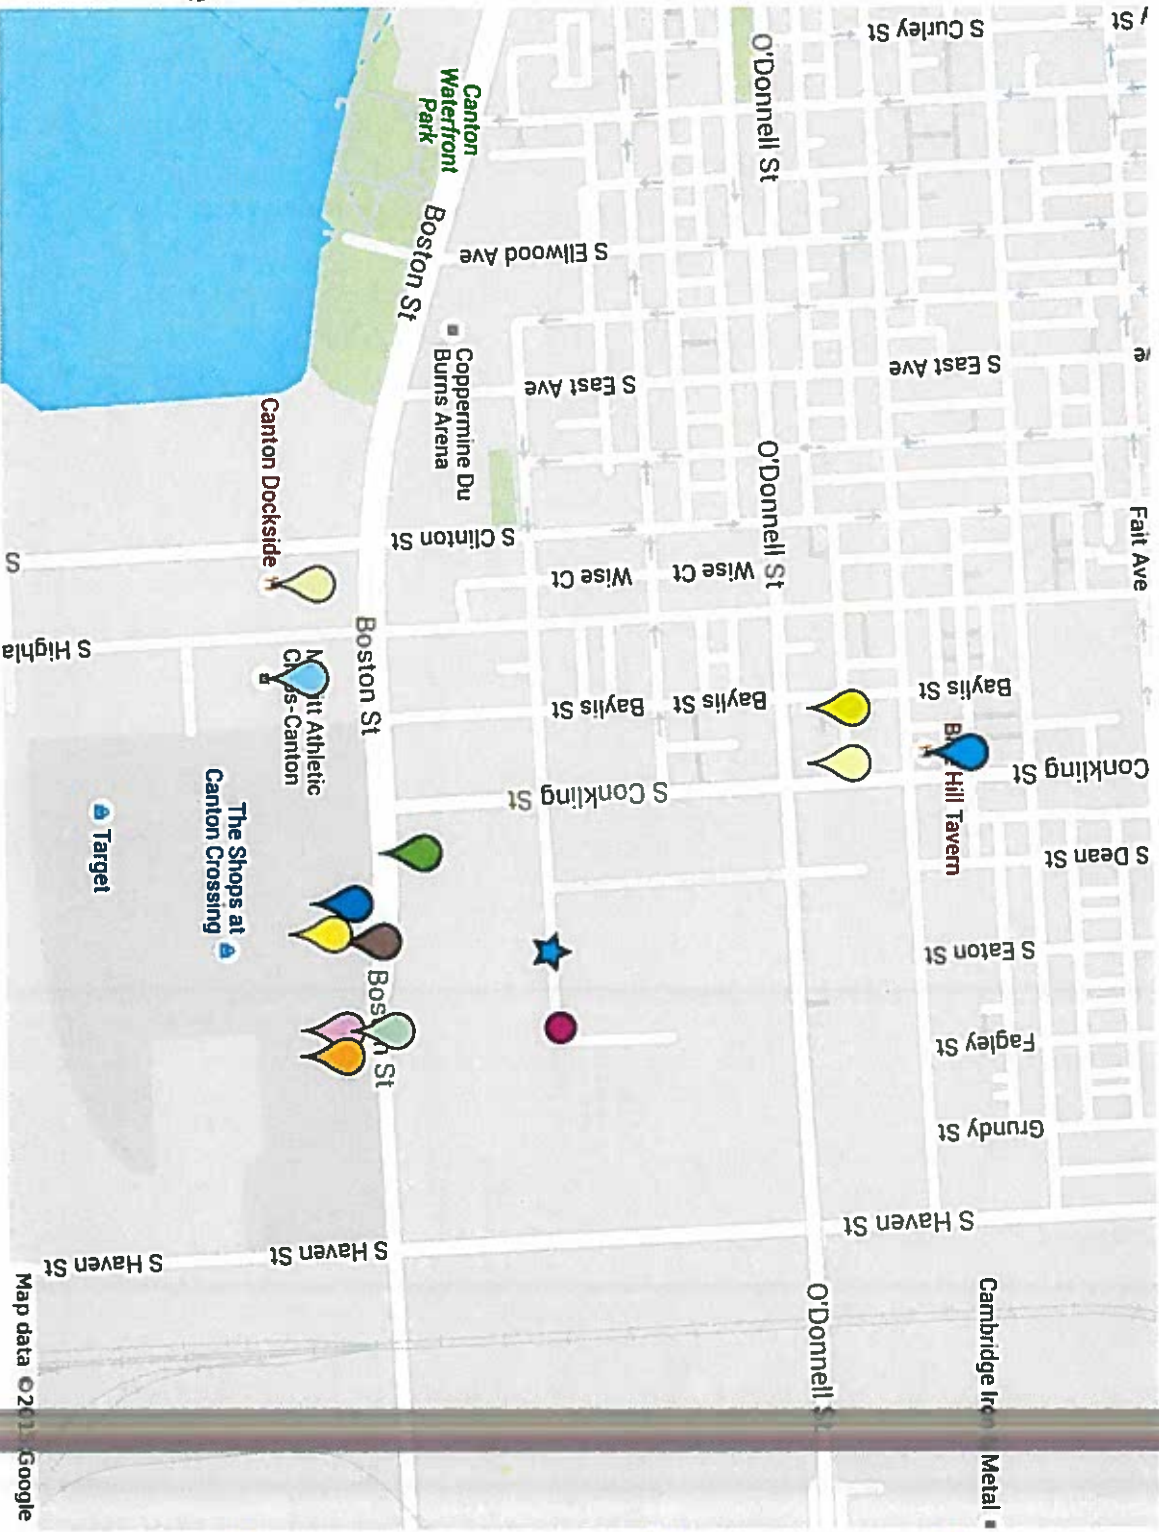 S Curley St
O'Donnell St
Canton
Waterfront
Park
Boston St
S Ellwood Ave
Coppermine Du
Burns Arena
S East Ave
S East Ave
Canton Dockside
S Clinton St
O'Donnell St
Fait Ave
Wise Ct
Wise Ct
S Highla
Boston St
Baylis St
Baylis St
Baylis St
Athletic
-Canton
Hill Tavern
Conkling St
S Conkling St
S Dean St
Target
The Shops at
Canton Crossing
S Eaton St
Fagley St
Grundy St
S Haven St
S Haven St
S Haven St
O'Donnell
Cambridge Iro
Metal
Map data ©201 Google
St
S